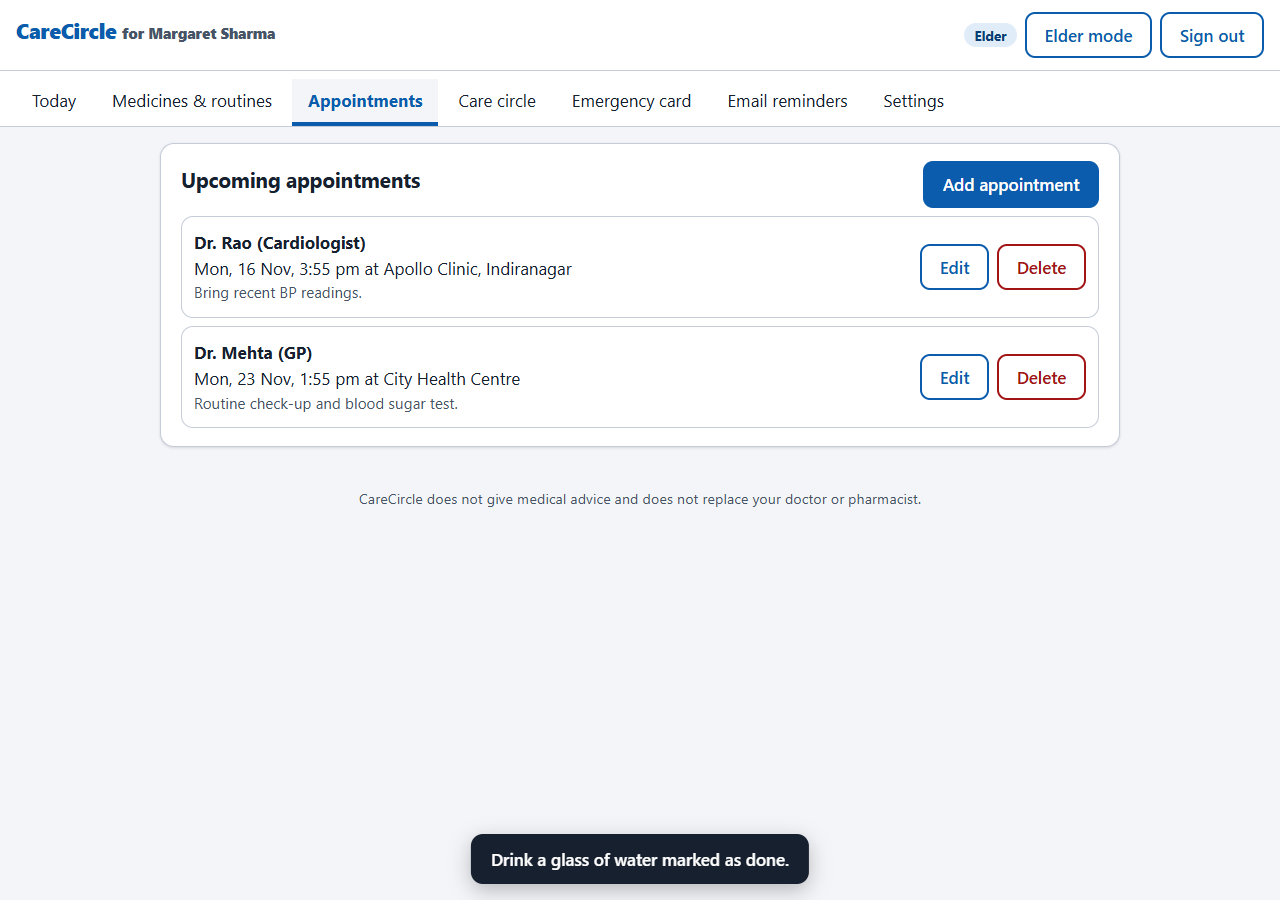 CareCircle for Margaret Sharma
Elder
Elder mode
Sign out
Today
Medicines & routines
Appointments
Care circle
Emergency card
Email reminders
Settings
Upcoming appointments
Add appointment
Dr. Rao (Cardiologist)
Mon, 16 Nov, 3:55 pm at Apollo Clinic, Indiranagar
Bring recent BP readings.
Edit
Delete
Dr. Mehta (GP)
Mon, 23 Nov, 1:55 pm at City Health Centre
Routine check-up and blood sugar test.
Edit
Delete
CareCircle does not give medical advice and does not replace your doctor or pharmacist.
Drink a glass of water marked as done.